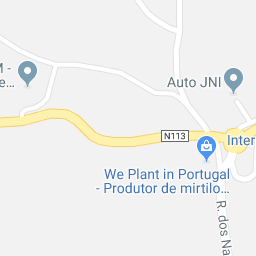 M -
e...
Auto JNI
N113
Inter
We Plant in Portugal
- Produtor de mirtilo...
R. dos Na